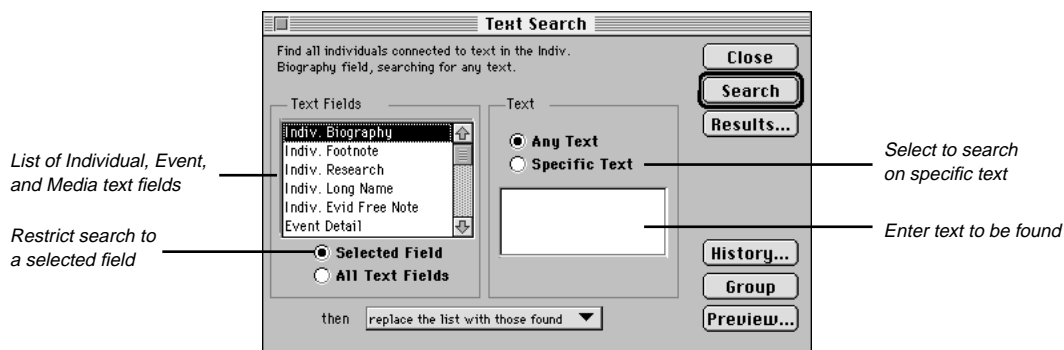 Text Search
Find all individuals connected to text in the Indiv.
Biography field, searching for any text.
Close
Search
Results...
Text Fields
Indiv. Biography
Indiv. Footnote
Indiv. Research
Indiv. Long Name
Indiv. Evid Free Note
Event Detail
Selected Field
All Text Fields
Text
Any Text
Specific Text
History...
Group
Preview...
then replace the list with those found
List of Individual, Event,
and Media text fields
Restrict search to
a selected field
Select to search
on specific text
Enter text to be found